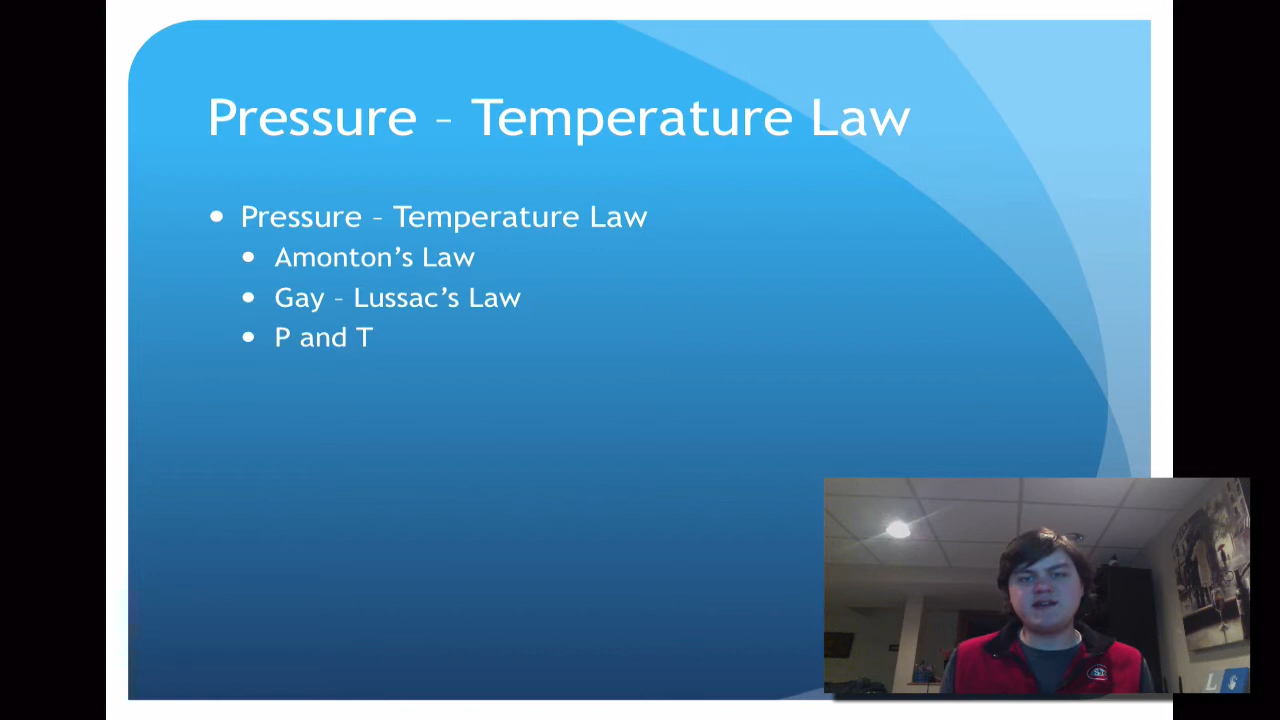 Pressure – Temperature Law
Pressure – Temperature Law
Amonton's Law
Gay – Lussac's Law
P and T
L